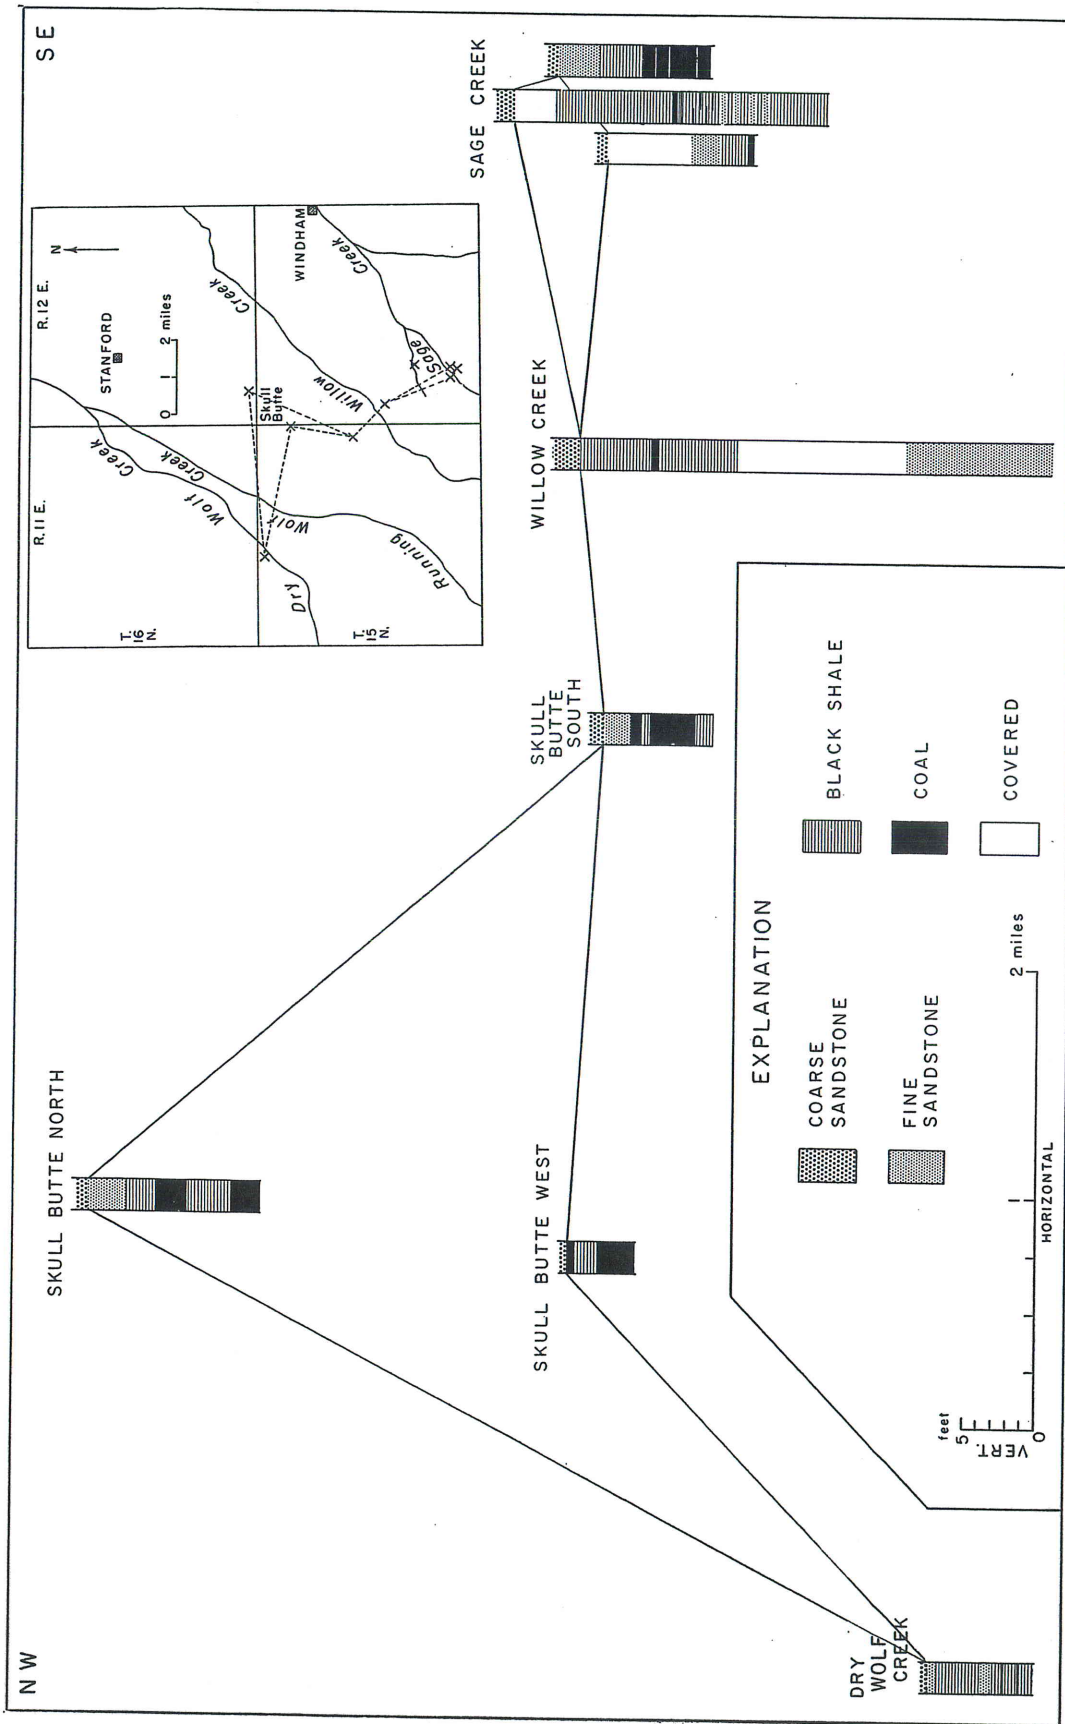 NW
SE
SKULL BUTTE NORTH
R. 11 E.
R. 12 E.
T.
16
N.
T.
15
N.
STANFORD
N
0 1 2 miles
Skull
Butte
WINDHAM
Dry Wolf Creek
Running Wolf Creek
Willow Creek
Sage Creek
SKULL BUTTE WEST
SKULL
BUTTE
SOUTH
WILLOW CREEK
SAGE CREEK
DRY
WOLF
CREEK
EXPLANATION
COARSE
SANDSTONE
BLACK SHALE
FINE
SANDSTONE
COAL
COVERED
feet
5
VERT.
0
2 miles
1
HORIZONTAL